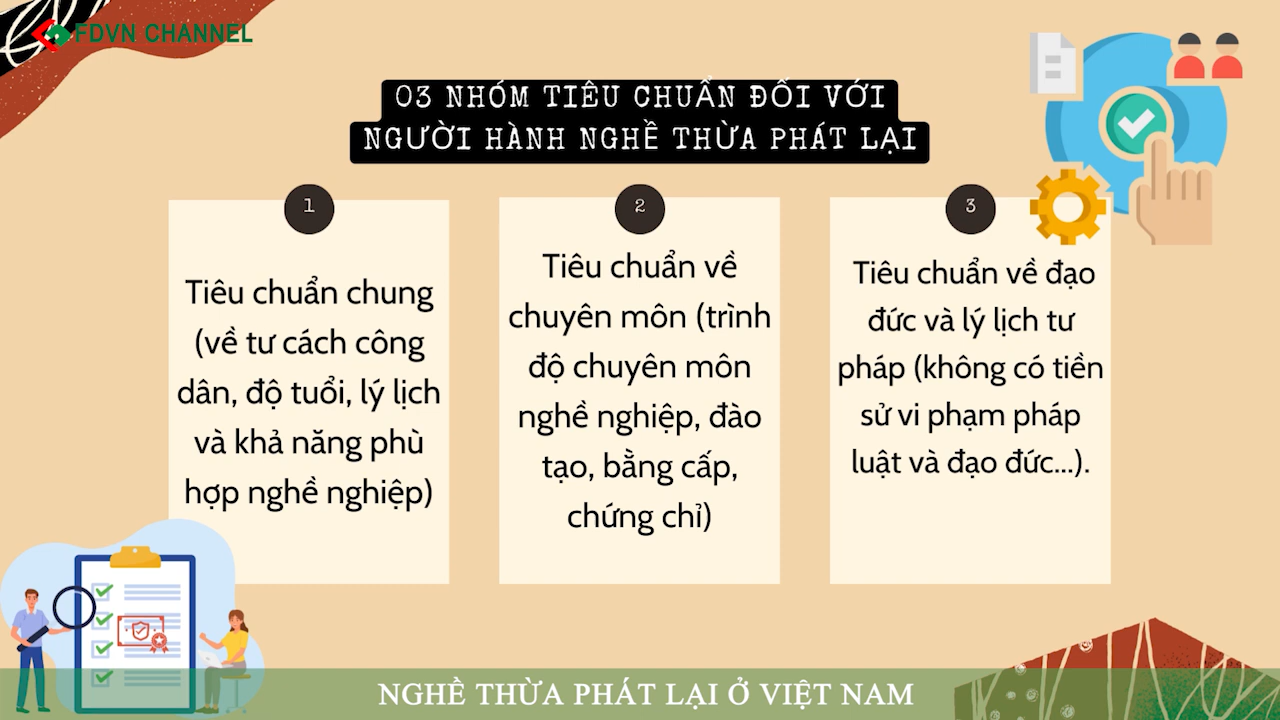 FDVN CHANNEL
03 NHÓM TIÊU CHUẨN ĐỐI VỚI
NGƯỜI HÀNH NGHỀ THỪA PHÁT LẠI
1
Tiêu chuẩn chung
(về tư cách công
dân, độ tuổi, lý lịch
và khả năng phù
hợp nghề nghiệp)
2
Tiêu chuẩn về
chuyên môn (trình
độ chuyên môn
nghề nghiệp, đào
tạo, bằng cấp,
chứng chỉ)
3
Tiêu chuẩn về đạo
đức và lý lịch tư
pháp (không có tiền
sử vi phạm pháp
luật và đạo đức...).
NGHỀ THỪA PHÁT LẠI Ở VIỆT NAM